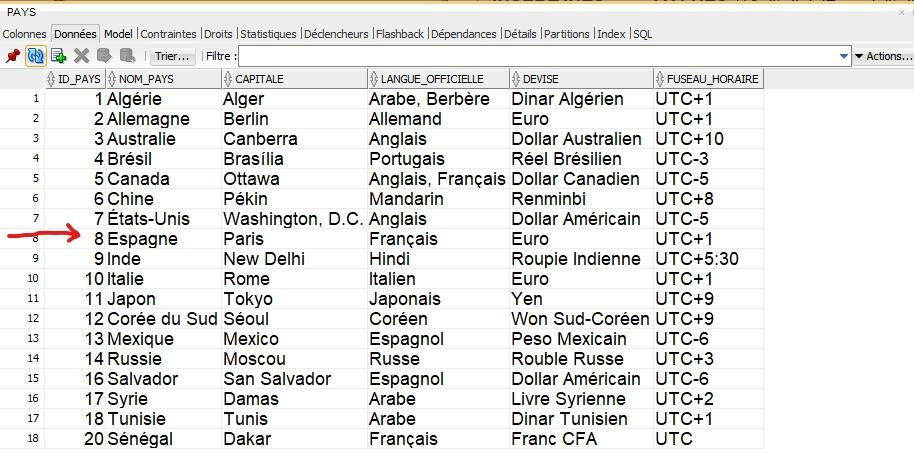 PAYS
Colonnes Données Model Contraintes Droits Statistiques Déclencheurs Flashback Dépendances Détails Partitions Index SQL
Trier... Filtre : Actions...
ID_PAYS NOM_PAYS CAPITALE LANGUE_OFFICIELLE DEVISE FUSEAU_HORAIRE
1 1 Algérie Alger Arabe, Berbère Dinar Algérien UTC+1
2 2 Allemagne Berlin Allemand Euro UTC+1
3 3 Australie Canberra Anglais Dollar Australien UTC+10
4 4 Brésil Brasília Portugais Réel Brésilien UTC-3
5 5 Canada Ottawa Anglais, Français Dollar Canadien UTC-5
6 6 Chine Pékin Mandarin Renminbi UTC+8
7 7 États-Unis Washington, D.C. Anglais Dollar Américain UTC-5
8 8 Espagne Paris Français Euro UTC+1
9 9 Inde New Delhi Hindi Roupie Indienne UTC+5:30
10 10 Italie Rome Italien Euro UTC+1
11 11 Japon Tokyo Japonais Yen UTC+9
12 12 Corée du Sud Séoul Coréen Won Sud-Coréen UTC+9
13 13 Mexique Mexico Espagnol Peso Mexicain UTC-6
14 14 Russie Moscou Russe Rouble Russe UTC+3
15 16 Salvador San Salvador Espagnol Dollar Américain UTC-6
16 17 Syrie Damas Arabe Livre Syrienne UTC+2
17 18 Tunisie Tunis Arabe Dinar Tunisien UTC+1
18 20 Sénégal Dakar Français Franc CFA UTC